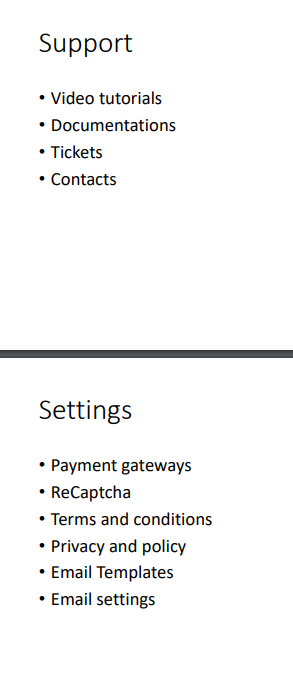 Support
• Video tutorials
• Documentations
• Tickets
• Contacts
Settings
• Payment gateways
• ReCaptcha
• Terms and conditions
• Privacy and policy
• Email Templates
• Email settings